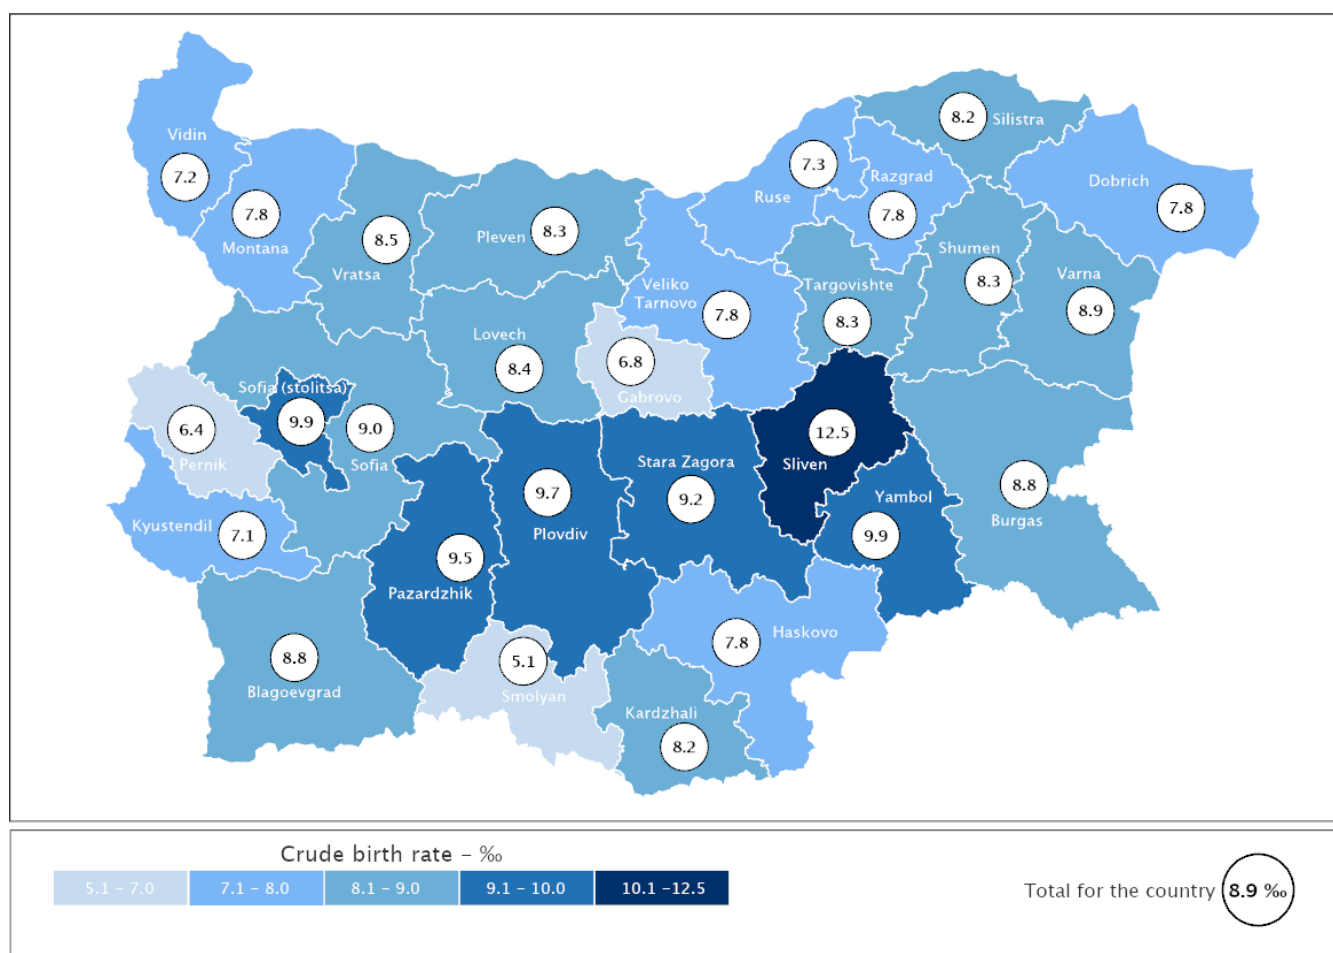 Vidin
7.2
7.8
Montana
8.5
Vratsa
Pleven
8.3
7.3
Ruse
Razgrad
7.8
8.2
Silistra
Dobrich
7.8
Veliko
Tarnovo
7.8
Targovishte
8.3
Shumen
8.3
Varna
8.9
Lovech
8.4
6.8
Gabrovo
Sofia (stolitsa)
9.9
9.0
Sofia
6.4
Pernik
Kyustendil
7.1
9.5
Pazardzhik
9.7
Plovdiv
Stara Zagora
9.2
12.5
Sliven
Yambol
9.9
8.8
Burgas
8.8
Blagoevgrad
5.1
Smolyan
7.8
Haskovo
Kardzhali
8.2
Crude birth rate – ‰
5.1 – 7.0
7.1 – 8.0
8.1 – 9.0
9.1 – 10.0
10.1 –12.5
Total for the country
8.9 ‰